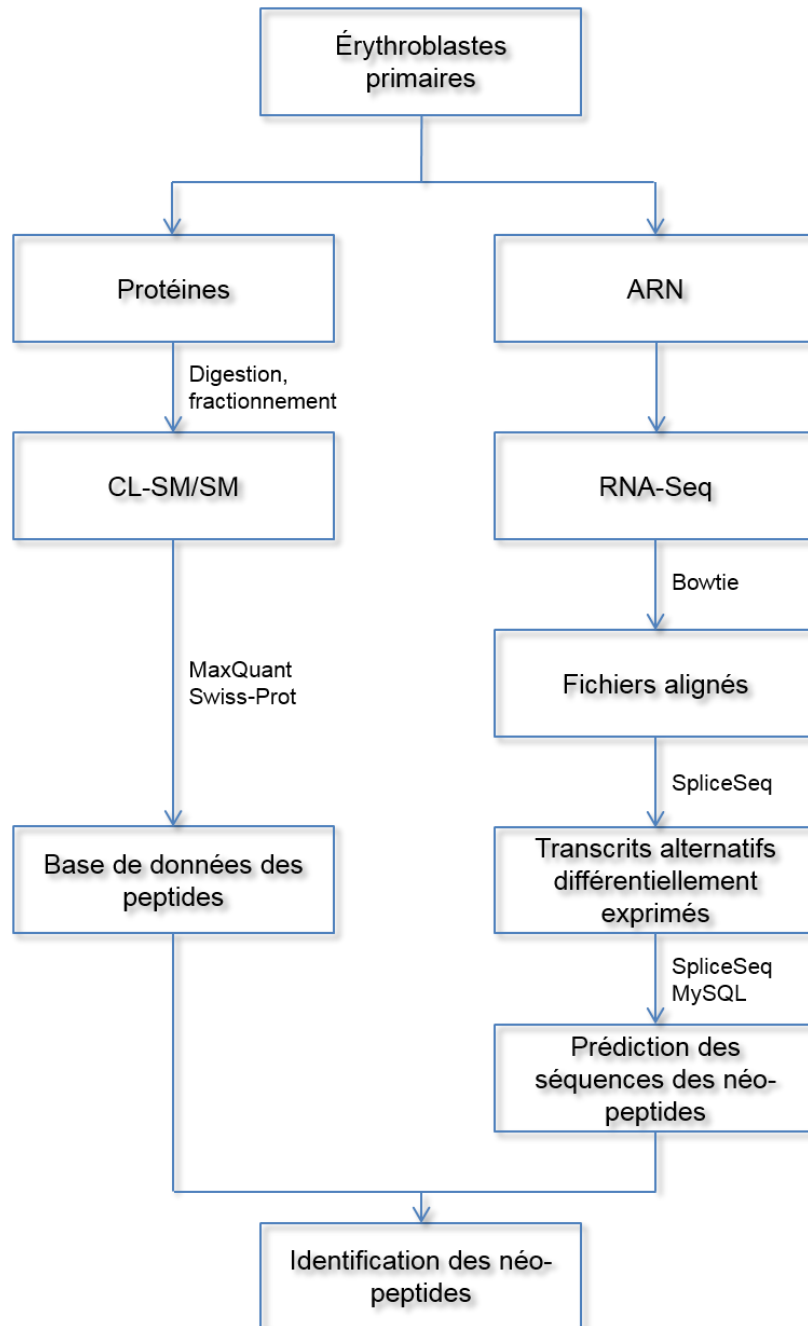 Érythroblastes
primaires
Protéines
ARN
Digestion,
fractionnement
CL-SM/SM
RNA-Seq
Bowtie
MaxQuant
Swiss-Prot
Fichiers alignés
SpliceSeq
Base de données des
peptides
Transcrits alternatifs
différentiellement
exprimés
SpliceSeq
MySQL
Prédiction des
séquences des néo-
peptides
Identification des néo-
peptides